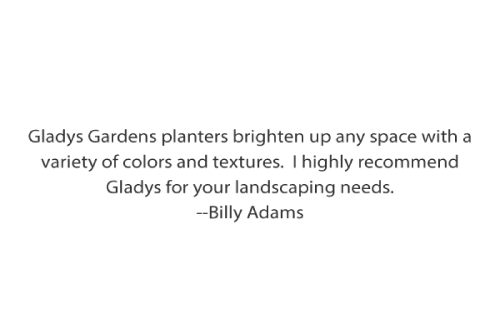 Gladys Gardens planters brighten up any space with a
variety of colors and textures.  I highly recommend
Gladys for your landscaping needs.
--Billy Adams